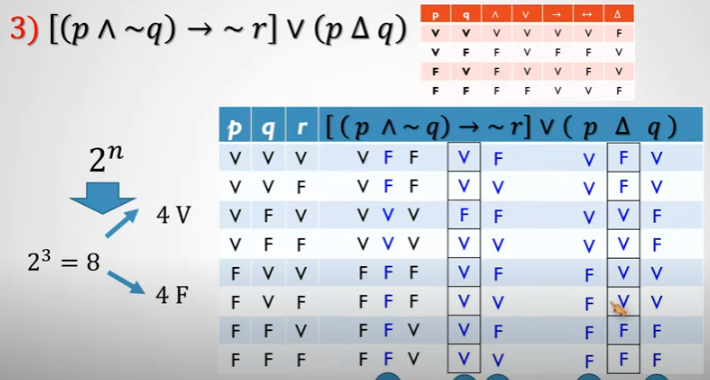 3) [(p ∧ ~q) → ~ r] ∨ (p Δ q)
p q ∧ ∨ → ↔ Δ
V V V V V V F
V F F V F F V
F V F V V F V
F F F F V V F
p q r [(p ∧ ~ q) → ~ r] ∨ ( p Δ q )
V V V V F F V F V F V
V V F V F F V V V F V
V F V V V V F F V V F
V F F V V V V V V V F
F V V F F F V F F V V
F V F F F F V V F V V
F F V F F V V F F F F
F F F F F V V V F F F
2ⁿ
4 V
2³ = 8
4 F